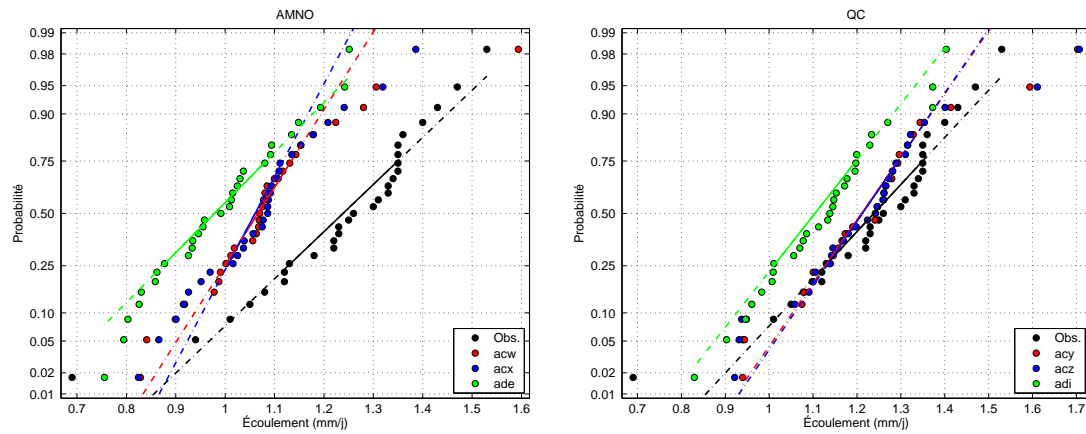 AMNO
Probabilité
0.99
0.98
0.95
0.90
0.75
0.50
0.25
0.10
0.05
0.02
0.01
0.7 0.8 0.9 1 1.1 1.2 1.3 1.4 1.5 1.6
Écoulement (mm/j)
Obs.
acw
acx
ade
QC
Probabilité
0.99
0.98
0.95
0.90
0.75
0.50
0.25
0.10
0.05
0.02
0.01
0.7 0.8 0.9 1 1.1 1.2 1.3 1.4 1.5 1.6 1.7
Écoulement (mm/j)
Obs.
acy
acz
adi